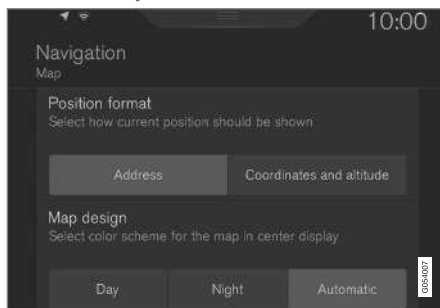 10:00
Navigation
Map
Position format
Select how current position should be shown
Address
Coordinates and altitude
Map design
Select color scheme for the map in center display
Day
Night
Automatic
G054007